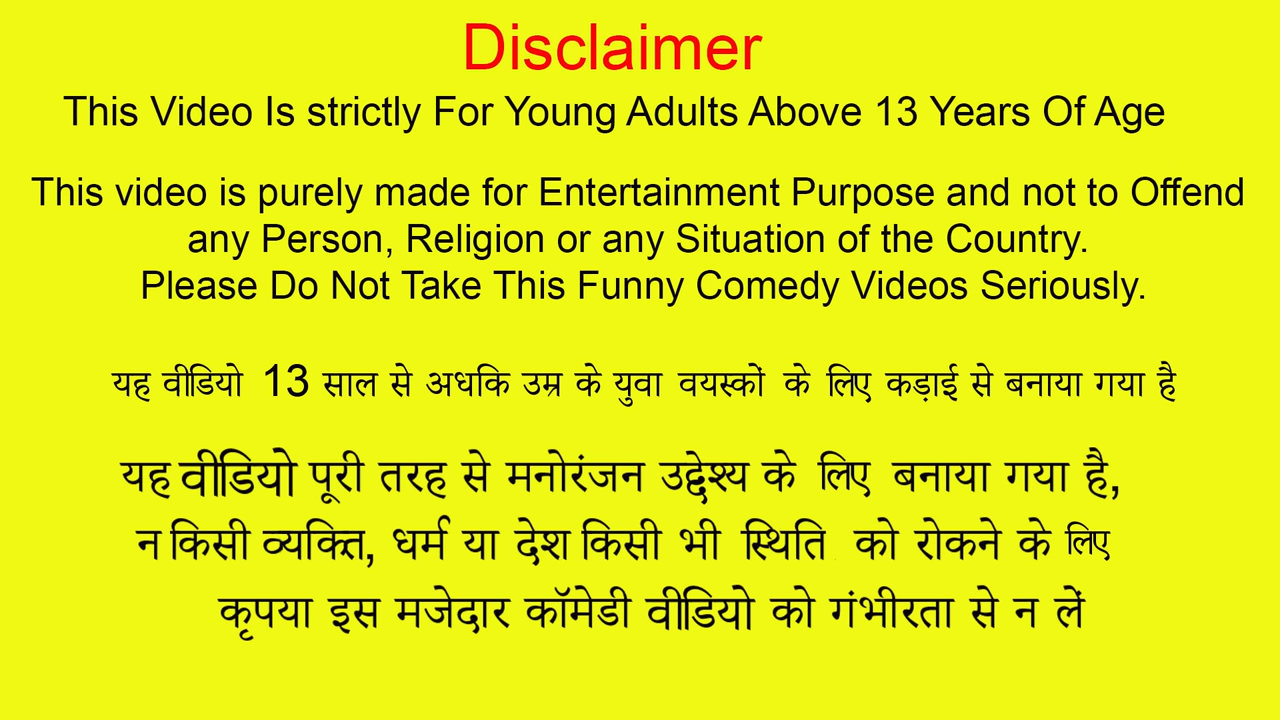 Disclaimer
This Video Is strictly For Young Adults Above 13 Years Of Age
This video is purely made for Entertainment Purpose and not to Offend
any Person, Religion or any Situation of the Country.
Please Do Not Take This Funny Comedy Videos Seriously.
यह वीडियो 13 साल से अधकि उम्र के युवा वयस्कों के लिए कड़ाई से बनाया गया है
यह वीडियो पूरी तरह से मनोरंजन उद्देश्य के लिए बनाया गया है,
न किसी व्यक्ति, धर्म या देश किसी भी स्थिति को रोकने के लिए
कृपया इस मजेदार कॉमेडी वीडियो को गंभीरता से न लें